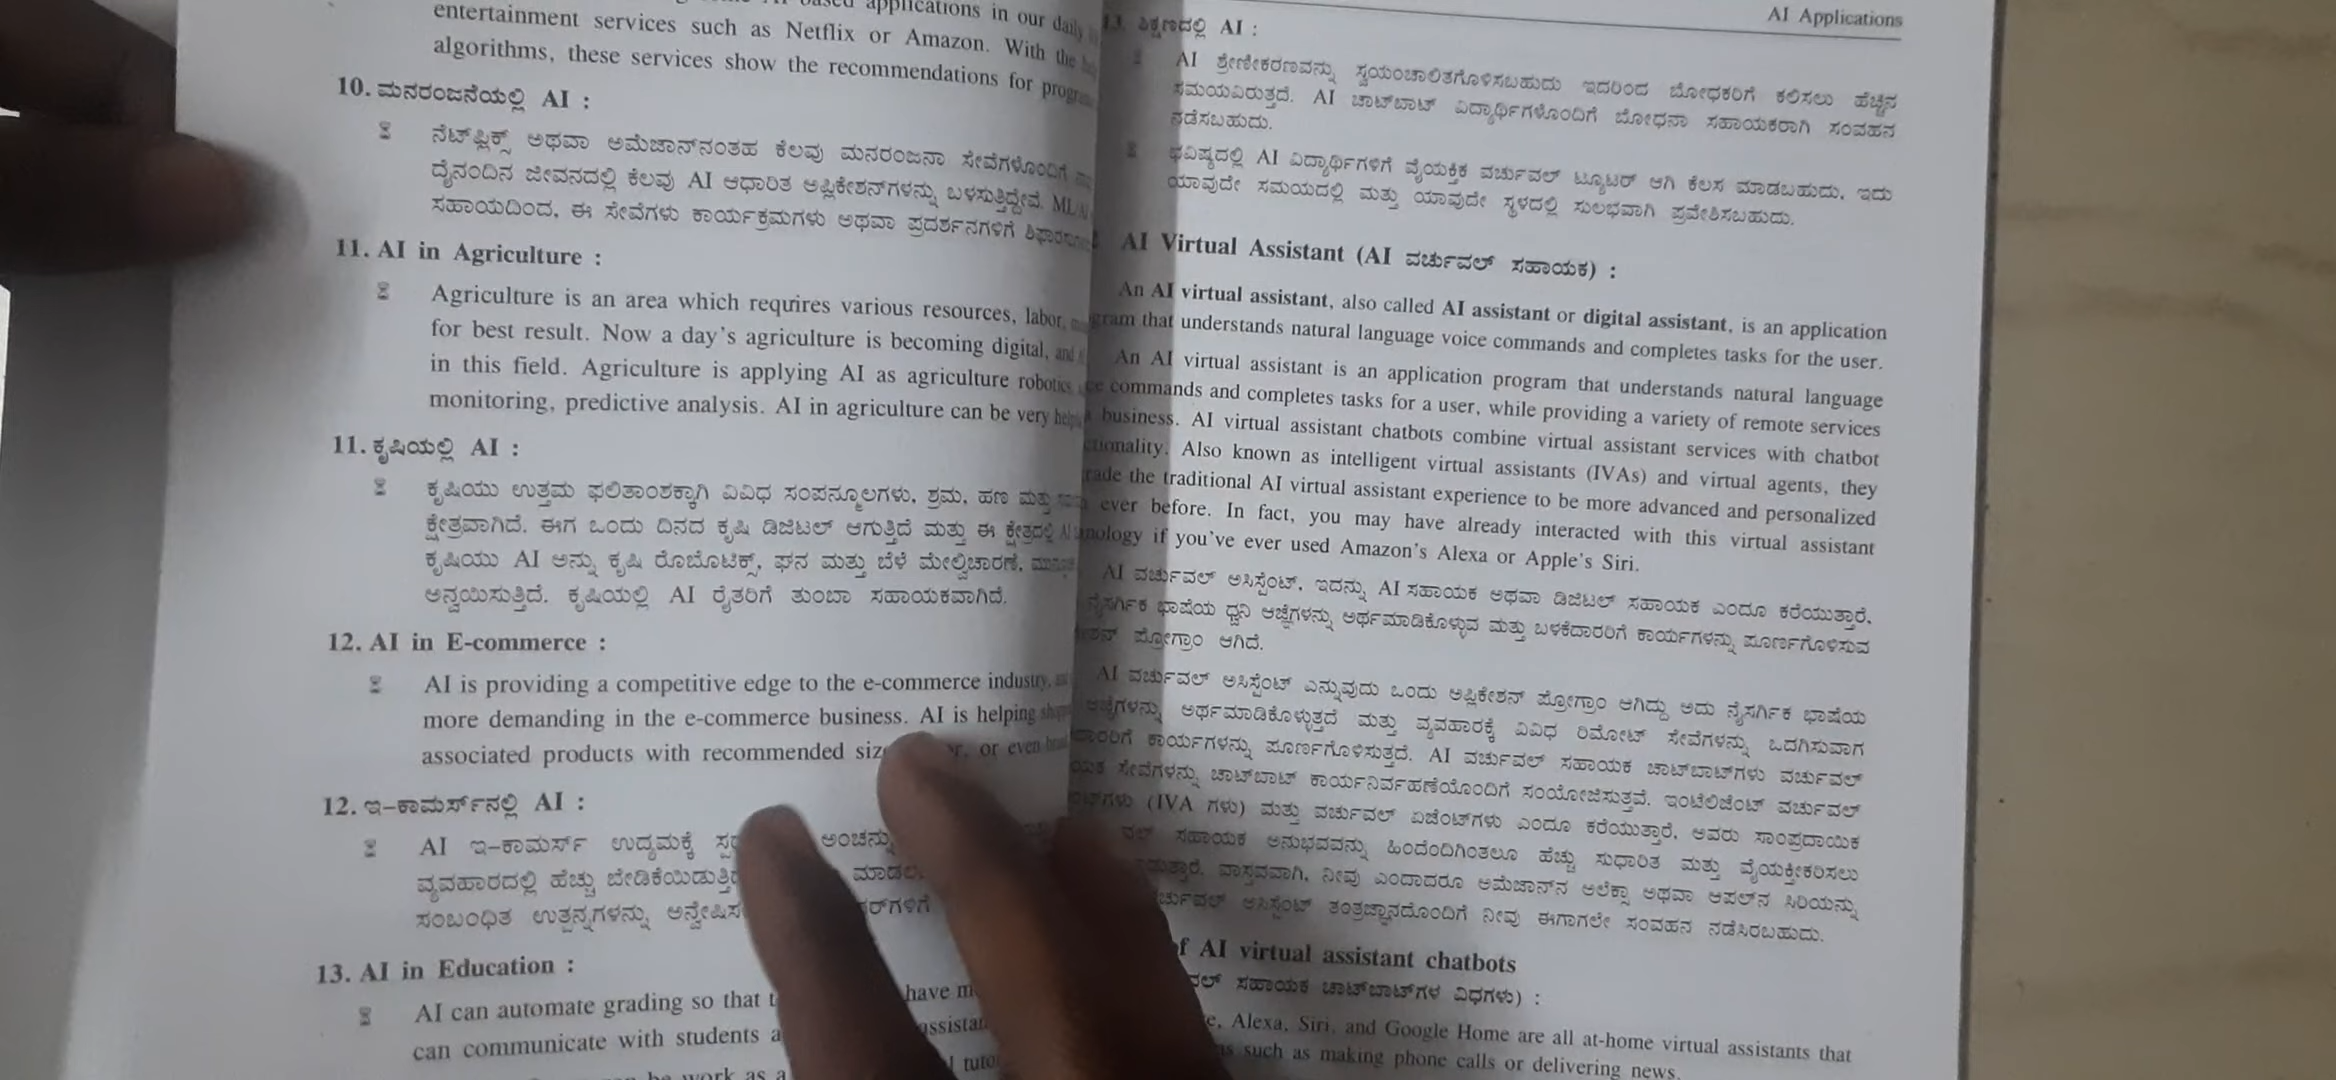 applications in our daily
entertainment services such as Netflix or Amazon. With the
algorithms, these services show the recommendations for
10. ಮನರಂಜನೆಯಲ್ಲಿ AI :
ನೆಟ್‌ಫ್ಲಿಕ್ಸ್ ಅಥವಾ ಅಮೆಜಾನ್‌ನಂತಹ ಕೆಲವು ಮನರಂಜನಾ ಸೇವೆಗಳೊಂದಿಗೆ
ದೈನಂದಿನ ಜೀವನದಲ್ಲಿ ಕೆಲವು AI ಆಧಾರಿತ ಅಪ್ಲಿಕೇಶನ್‌ಗಳನ್ನು ಬಳಸುತ್ತಿದ್ದೇವೆ.
ಸಹಾಯದಿಂದ, ಈ ಸೇವೆಗಳು ಕಾರ್ಯಕ್ರಮಗಳು ಅಥವಾ ಪ್ರದರ್ಶನಗಳಿಗೆ
11. AI in Agriculture :
Agriculture is an area which requires various resources, labor,
for best result. Now a day's agriculture is becoming digital, and
in this field. Agriculture is applying AI as agriculture robotics,
monitoring, predictive analysis. AI in agriculture can be very
11. ಕೃಷಿಯಲ್ಲಿ AI :
ಕೃಷಿಯು ಉತ್ತಮ ಫಲಿತಾಂಶಕ್ಕಾಗಿ ವಿವಿಧ ಸಂಪನ್ಮೂಲಗಳು, ಶ್ರಮ, ಹಣ ಮತ್ತು
ಕ್ಷೇತ್ರವಾಗಿದೆ. ಈಗ ಒಂದು ದಿನದ ಕೃಷಿ ಡಿಜಿಟಲ್ ಆಗುತ್ತಿದೆ ಮತ್ತು ಈ ಕ್ಷೇತ್ರದಲ್ಲಿ AI
ಕೃಷಿಯು AI ಅನ್ನು ಕೃಷಿ ರೊಬೊಟಿಕ್ಸ್, ಘನ ಮತ್ತು ಬೆಳೆ ಮೇಲ್ವಿಚಾರಣೆ,
ಅನ್ವಯಿಸುತ್ತಿದೆ. ಕೃಷಿಯಲ್ಲಿ AI ರೈತರಿಗೆ ತುಂಬಾ ಸಹಾಯಕವಾಗಿದೆ.
12. AI in E-commerce :
AI is providing a competitive edge to the e-commerce industry,
more demanding in the e-commerce business. AI is helping
associated products with recommended or even
12. ಇ-ಕಾಮರ್ಸ್‌ನಲ್ಲಿ AI :
AI ಇ-ಕಾಮರ್ಸ್ ಉದ್ಯಮಕ್ಕೆ ಅಂಚನ್ನು
ವ್ಯವಹಾರದಲ್ಲಿ ಹೆಚ್ಚು
ಸಂಬಂಧಿತ ಉತ್ಪನ್ನಗಳನ್ನು
13. AI in Education :
AI can automate grading so that have
can communicate with students
work as a
AI Applications
13. ಶಿಕ್ಷಣದಲ್ಲಿ AI :
AI ಶ್ರೇಣೀಕರಣವನ್ನು ಸ್ವಯಂಚಾಲಿತಗೊಳಿಸಬಹುದು ಇದರಿಂದ ಬೋಧಕರಿಗೆ ಕಲಿಸಲು ಹೆಚ್ಚಿನ
ಸಮಯವಿರುತ್ತದೆ. AI ಚಾಟ್‌ಬಾಟ್ ವಿದ್ಯಾರ್ಥಿಗಳೊಂದಿಗೆ ಬೋಧನಾ ಸಹಾಯಕರಾಗಿ ಸಂವಹನ
ನಡೆಸಬಹುದು.
ಭವಿಷ್ಯದಲ್ಲಿ AI ವಿದ್ಯಾರ್ಥಿಗಳಿಗೆ ವೈಯಕ್ತಿಕ ವರ್ಚುವಲ್ ಟ್ಯೂಟರ್ ಆಗಿ ಕೆಲಸ ಮಾಡಬಹುದು, ಇದು
ಯಾವುದೇ ಸಮಯದಲ್ಲಿ ಮತ್ತು ಯಾವುದೇ ಸ್ಥಳದಲ್ಲಿ ಸುಲಭವಾಗಿ ಪ್ರವೇಶಿಸಬಹುದು.
AI Virtual Assistant (AI ವರ್ಚುವಲ್ ಸಹಾಯಕ) :
An AI virtual assistant, also called AI assistant or digital assistant, is an application
that understands natural language voice commands and completes tasks for the user.
An AI virtual assistant is an application program that understands natural language
commands and completes tasks for a user, while providing a variety of remote services
business. AI virtual assistant chatbots combine virtual assistant services with chatbot
Also known as intelligent virtual assistants (IVAs) and virtual agents, they
the traditional AI virtual assistant experience to be more advanced and personalized
ever before. In fact, you may have already interacted with this virtual assistant
if you've ever used Amazon's Alexa or Apple's Siri.
AI ವರ್ಚುವಲ್ ಅಸಿಸ್ಟೆಂಟ್, ಇದನ್ನು AI ಸಹಾಯಕ ಅಥವಾ ಡಿಜಿಟಲ್ ಸಹಾಯಕ ಎಂದೂ ಕರೆಯುತ್ತಾರೆ,
ನೈಸರ್ಗಿಕ ಭಾಷೆಯ ಧ್ವನಿ ಆಜ್ಞೆಗಳನ್ನು ಅರ್ಥಮಾಡಿಕೊಳ್ಳುವ ಮತ್ತು ಬಳಕೆದಾರರಿಗೆ ಕಾರ್ಯಗಳನ್ನು ಪೂರ್ಣಗೊಳಿಸುವ
ಪ್ರೋಗ್ರಾಂ ಆಗಿದೆ.
AI ವರ್ಚುವಲ್ ಅಸಿಸ್ಟೆಂಟ್ ಎನ್ನುವುದು ಒಂದು ಅಪ್ಲಿಕೇಶನ್ ಪ್ರೋಗ್ರಾಂ ಆಗಿದ್ದು ಅದು ನೈಸರ್ಗಿಕ ಭಾಷೆಯ
ಆಜ್ಞೆಗಳನ್ನು ಅರ್ಥಮಾಡಿಕೊಳ್ಳುತ್ತದೆ ಮತ್ತು ವ್ಯವಹಾರಕ್ಕೆ ವಿವಿಧ ರಿಮೋಟ್ ಸೇವೆಗಳನ್ನು ಒದಗಿಸುವಾಗ
ಕಾರ್ಯಗಳನ್ನು ಪೂರ್ಣಗೊಳಿಸುತ್ತದೆ. AI ವರ್ಚುವಲ್ ಸಹಾಯಕ ಚಾಟ್‌ಬಾಟ್‌ಗಳು ವರ್ಚುವಲ್
ಸೇವೆಗಳನ್ನು ಚಾಟ್‌ಬಾಟ್ ಕಾರ್ಯನಿರ್ವಹಣೆಯೊಂದಿಗೆ ಸಂಯೋಜಿಸುತ್ತವೆ. ಇಂಟೆಲಿಜೆಂಟ್ ವರ್ಚುವಲ್
(IVA ಗಳು) ಮತ್ತು ವರ್ಚುವಲ್ ಏಜೆಂಟ್‌ಗಳು ಎಂದೂ ಕರೆಯುತ್ತಾರೆ, ಅವರು ಸಾಂಪ್ರದಾಯಿಕ
ಸಹಾಯಕ ಅನುಭವವನ್ನು ಹಿಂದೆಂದಿಗಿಂತಲೂ ಹೆಚ್ಚು ಸುಧಾರಿತ ಮತ್ತು ವೈಯಕ್ತೀಕರಿಸಲು
ವಾಸ್ತವವಾಗಿ, ನೀವು ಎಂದಾದರೂ ಅಮೆಜಾನ್‌ನ ಅಲೆಕ್ಸಾ ಅಥವಾ ಆಪಲ್‌ನ ಸಿರಿಯನ್ನು
ಅಸಿಸ್ಟೆಂಟ್ ತಂತ್ರಜ್ಞಾನದೊಂದಿಗೆ ನೀವು ಈಗಾಗಲೇ ಸಂವಹನ ನಡೆಸಿರಬಹುದು.
AI virtual assistant chatbots
ಸಹಾಯಕ ಚಾಟ್‌ಬಾಟ್‌ಗಳ ವಿಧಗಳು) :
Alexa, Siri, and Google Home are all at-home virtual assistants that
such as making phone calls or delivering news.